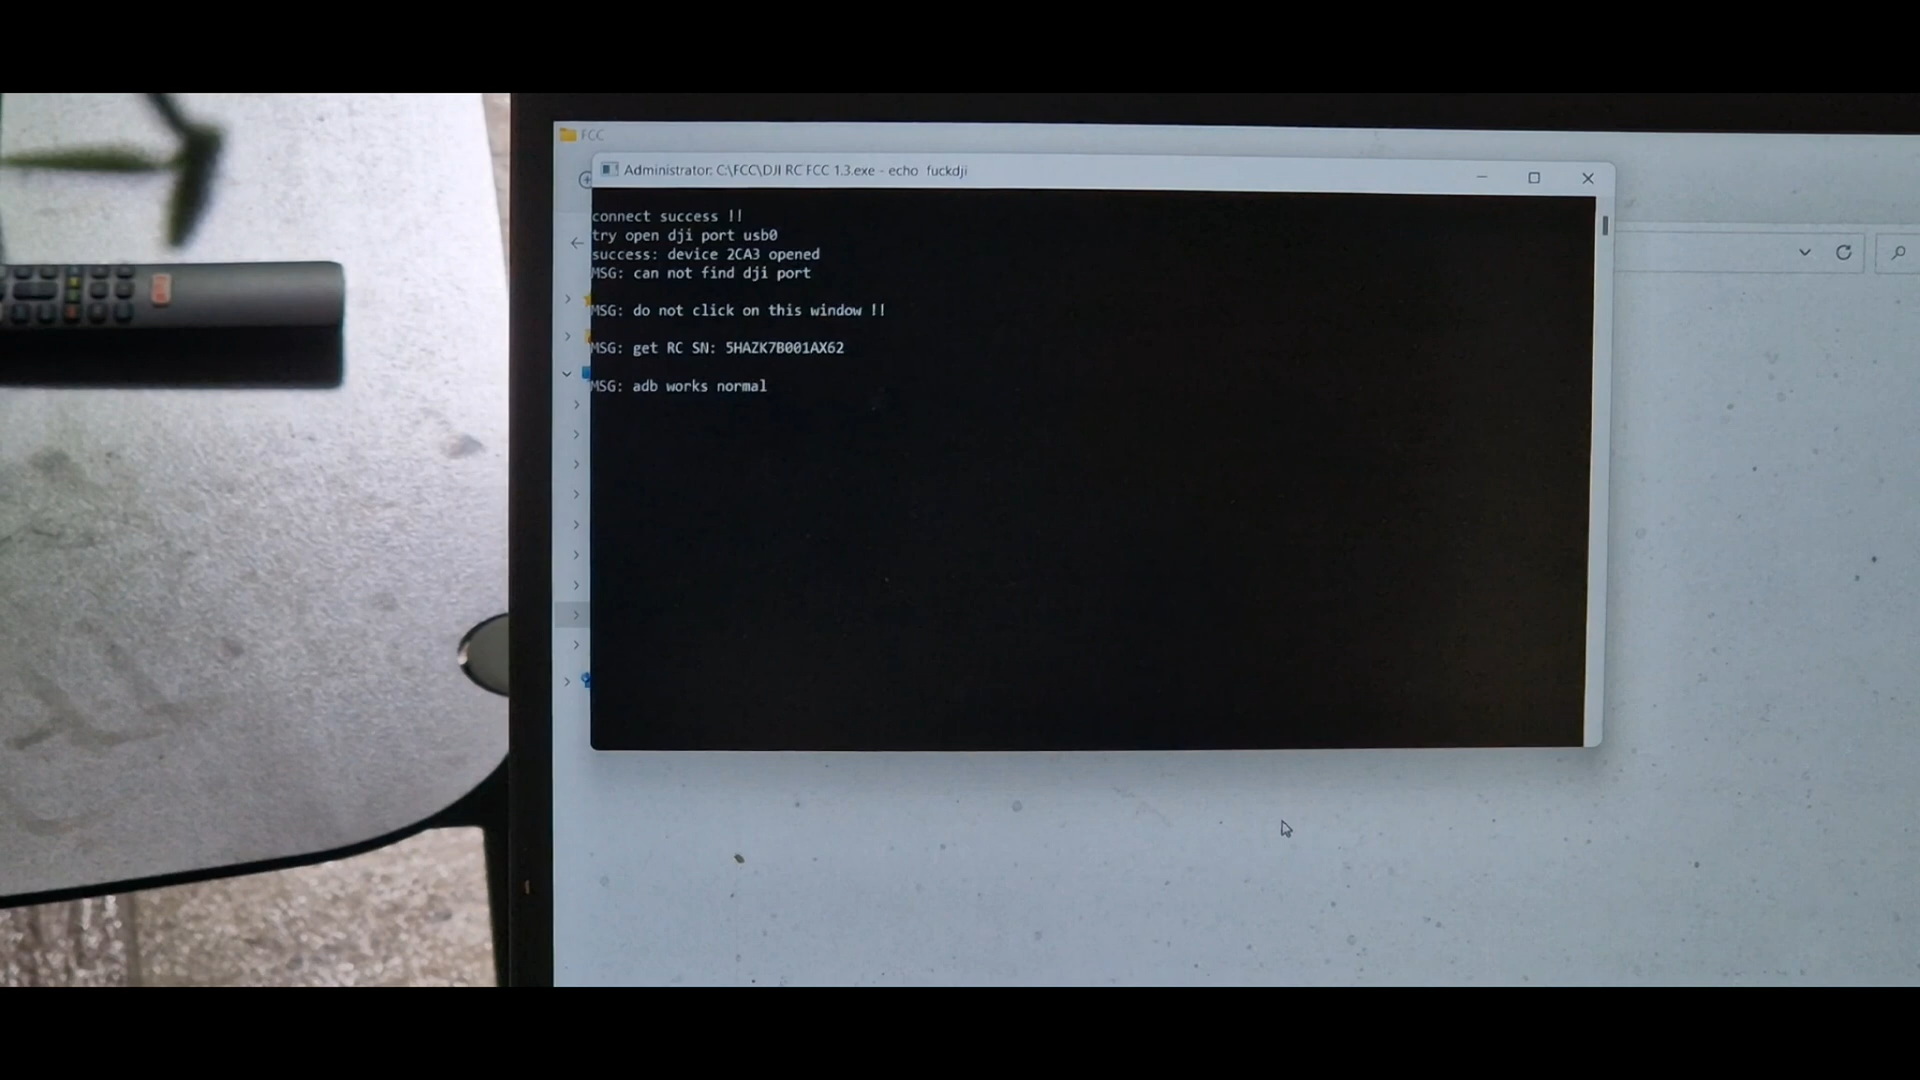 FCC
Administrator: C:\FCC\DJI RC FCC 1.3.exe - echo  fuckdji
connect success !!
try open dji port usb0
success: device 2CA3 opened
MSG: can not find dji port
MSG: do not click on this window !!
MSG: get RC SN: 5HAZK7B001AX62
MSG: adb works normal